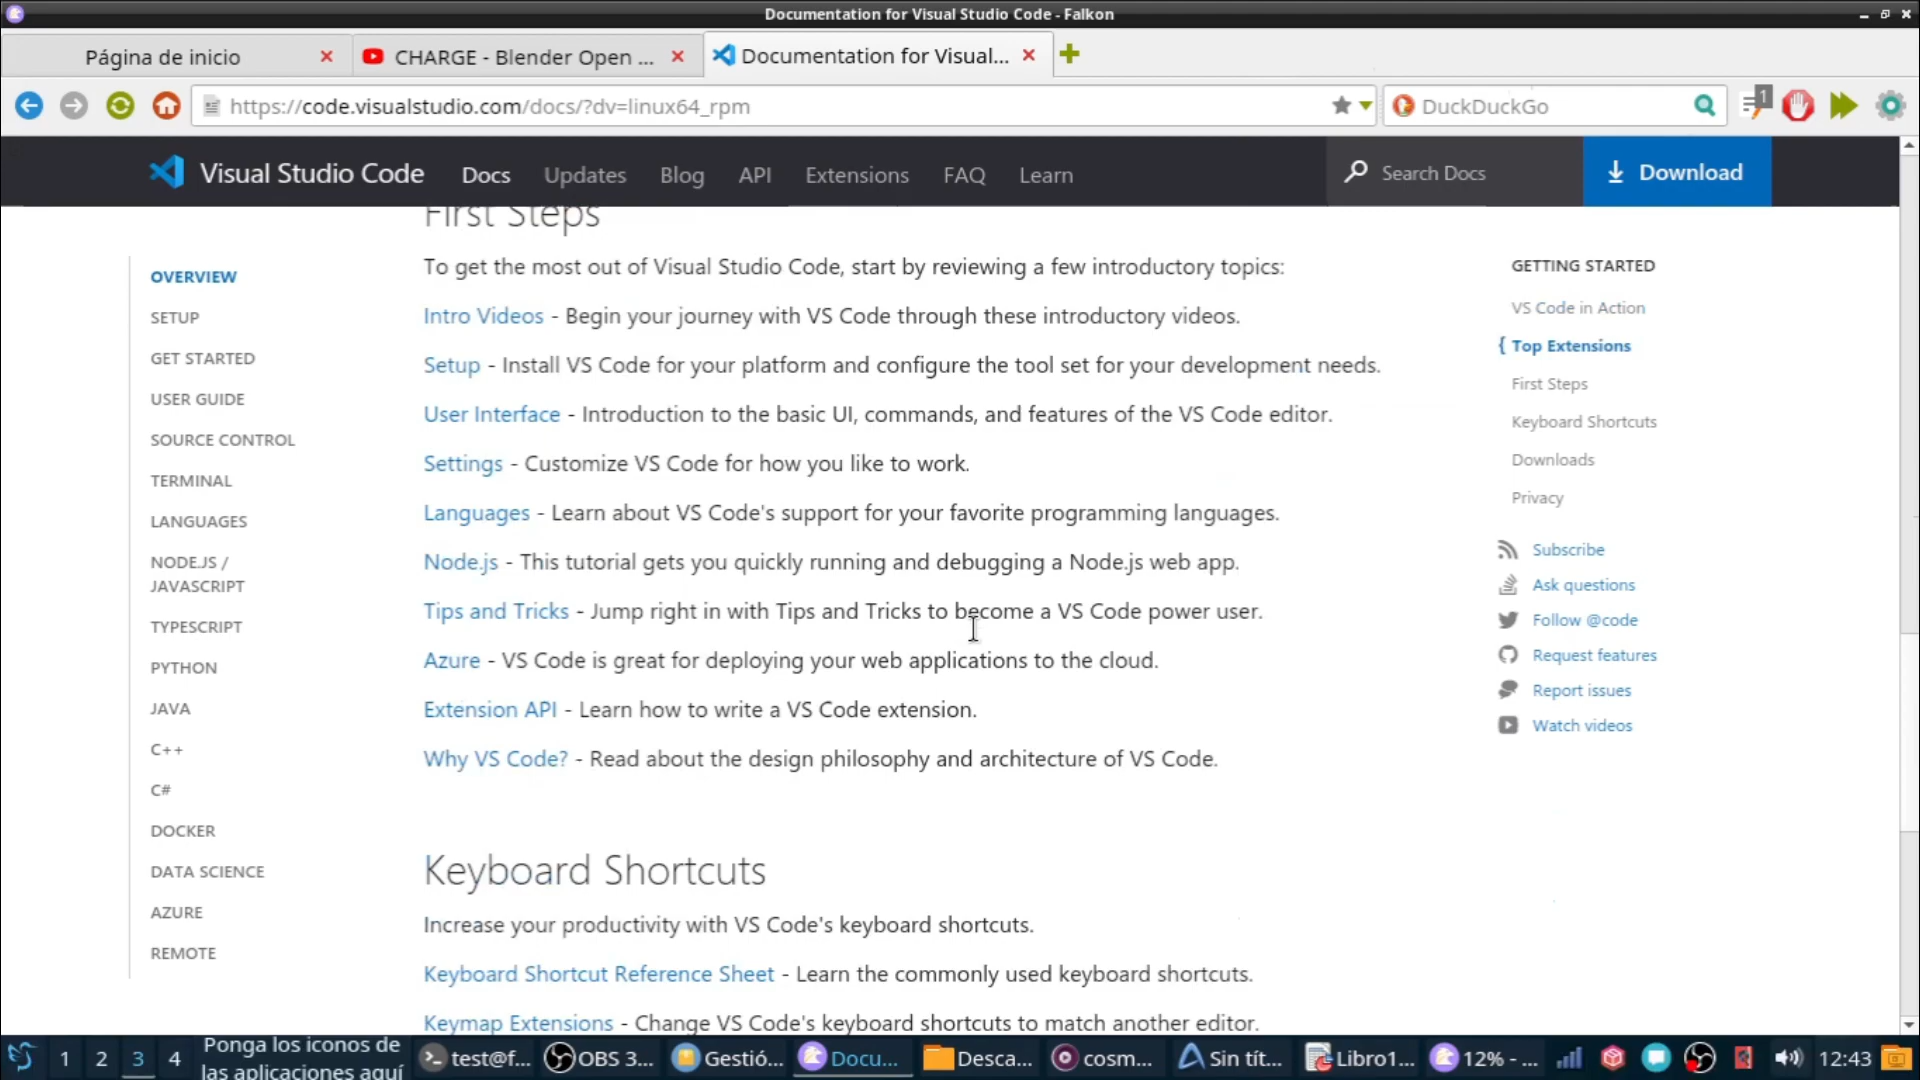 Documentation for Visual Studio Code - Falkon
Página de inicio
CHARGE - Blender Open ...
Documentation for Visual...
https://code.visualstudio.com/docs/?dv=linux64_rpm
DuckDuckGo
1
Visual Studio Code
Docs
Updates
Blog
API
Extensions
FAQ
Learn
Search Docs
Download
OVERVIEW
SETUP
GET STARTED
USER GUIDE
SOURCE CONTROL
TERMINAL
LANGUAGES
NODE.JS /
JAVASCRIPT
TYPESCRIPT
PYTHON
JAVA
C++
C#
DOCKER
DATA SCIENCE
AZURE
REMOTE
First Steps
To get the most out of Visual Studio Code, start by reviewing a few introductory topics:
Intro Videos - Begin your journey with VS Code through these introductory videos.
Setup - Install VS Code for your platform and configure the tool set for your development needs.
User Interface - Introduction to the basic UI, commands, and features of the VS Code editor.
Settings - Customize VS Code for how you like to work.
Languages - Learn about VS Code's support for your favorite programming languages.
Node.js - This tutorial gets you quickly running and debugging a Node.js web app.
Tips and Tricks - Jump right in with Tips and Tricks to become a VS Code power user.
Azure - VS Code is great for deploying your web applications to the cloud.
Extension API - Learn how to write a VS Code extension.
Why VS Code? - Read about the design philosophy and architecture of VS Code.
Keyboard Shortcuts
Increase your productivity with VS Code's keyboard shortcuts.
Keyboard Shortcut Reference Sheet - Learn the commonly used keyboard shortcuts.
Keymap Extensions - Change VS Code's keyboard shortcuts to match another editor.
GETTING STARTED
VS Code in Action
{ Top Extensions
First Steps
Keyboard Shortcuts
Downloads
Privacy
Subscribe
Ask questions
Follow @code
Request features
Report issues
Watch videos
1
2
3
4
Ponga los iconos de
las aplicaciones aquí
test@f...
OBS 3...
Gestió...
Docu...
Desca...
cosm...
Sin tít...
Libro1...
12% - ...
12:43